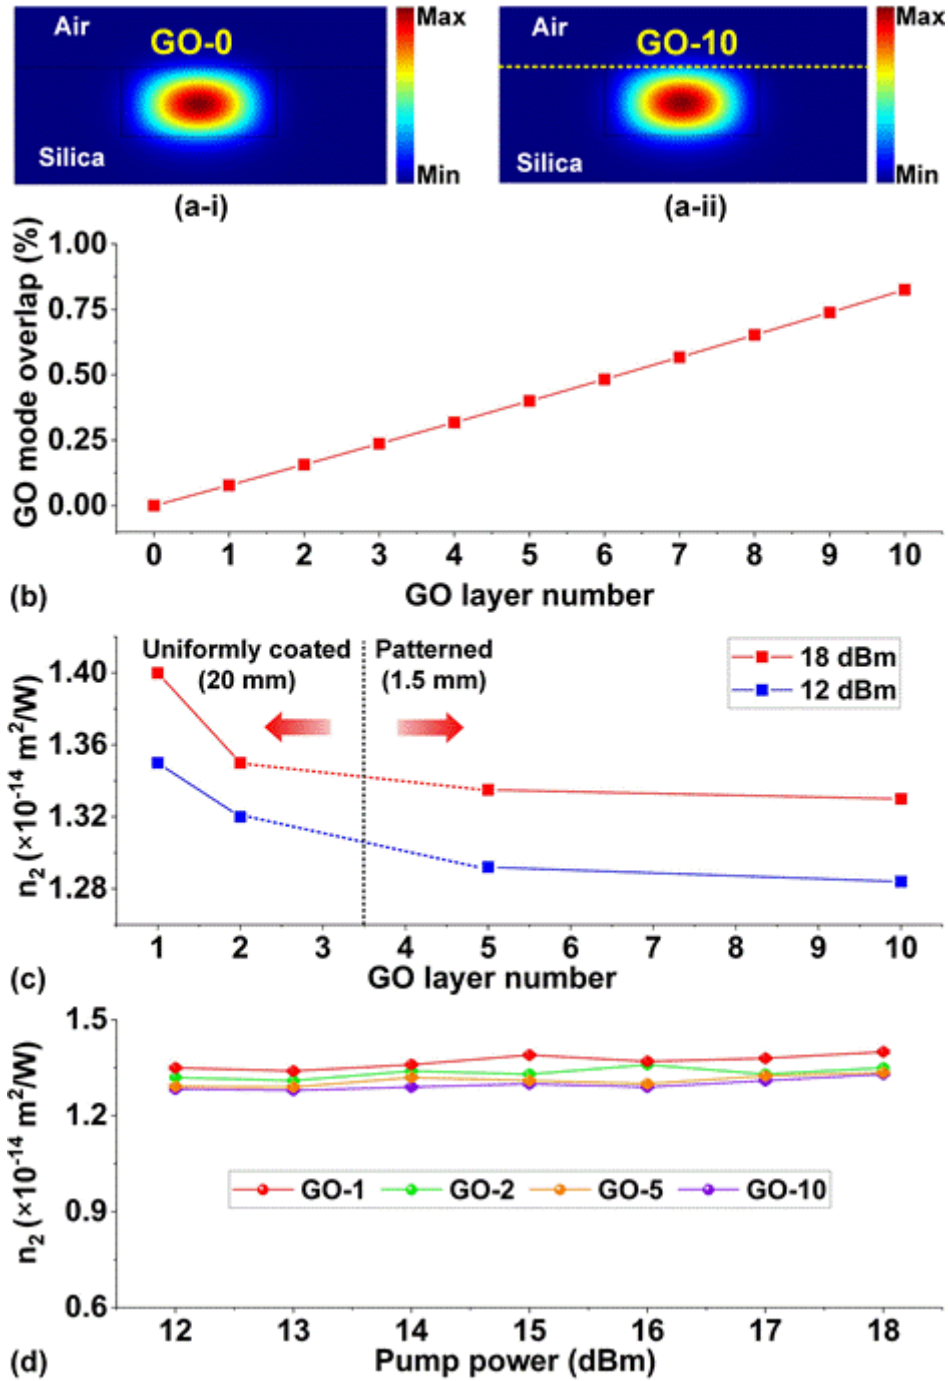 Air
GO-0
Silica
Max
Min
(a-i)
Air
GO-10
Silica
Max
Min
(a-ii)
GO mode overlap (%)
1.00
0.75
0.50
0.25
0.00
0 1 2 3 4 5 6 7 8 9 10
GO layer number
(b)
n₂ (×10⁻¹⁴ m²/W)
1.40
1.36
1.32
1.28
Uniformly coated
(20 mm)
Patterned
(1.5 mm)
18 dBm
12 dBm
1 2 3 4 5 6 7 8 9 10
GO layer number
(c)
n₂ (×10⁻¹⁴ m²/W)
1.5
1.2
0.9
0.6
GO-1 GO-2 GO-5 GO-10
12 13 14 15 16 17 18
Pump power (dBm)
(d)